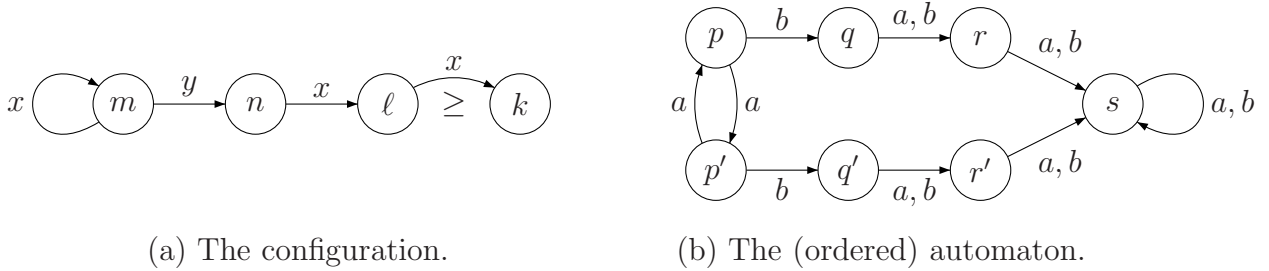 x m y n x ℓ x ≥ k
(a) The configuration.
p b q a, b r a, b
a a s a, b
p′ b q′ a, b r′ a, b
(b) The (ordered) automaton.